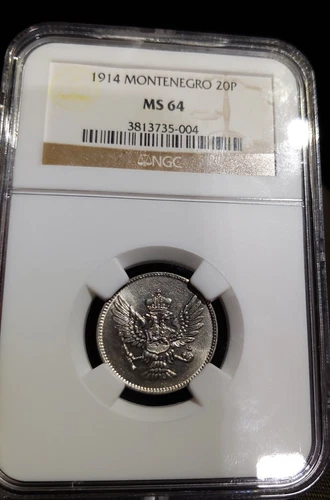 1914 MONTENEGRO 20P
MS 64
3813735-004
NGC